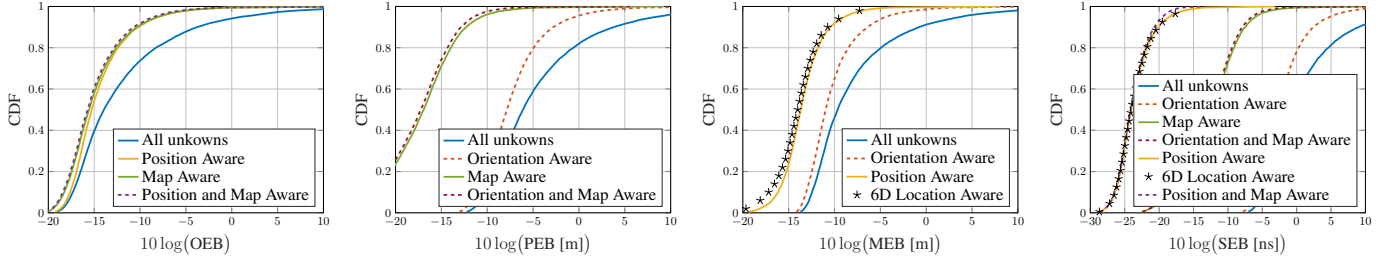 1
0.8
0.6
0.4
0.2
0
CDF
−20 −15 −10 −5 0 5 10
10 log(OEB)
All unkowns
Position Aware
Map Aware
Position and Map Aware
1
0.8
0.6
0.4
0.2
0
CDF
−20 −15 −10 −5 0 5 10
10 log(PEB [m])
All unkowns
Orientation Aware
Map Aware
Orientation and Map Aware
1
0.8
0.6
0.4
0.2
0
CDF
−20 −15 −10 −5 0 5 10
10 log(MEB [m])
All unkowns
Orientation Aware
Position Aware
6D Location Aware
1
0.8
0.6
0.4
0.2
0
CDF
−30 −25 −20 −15 −10 −5 0 5 10
10 log(SEB [ns])
All unkowns
Orientation Aware
Map Aware
Orientation and Map Aware
Position Aware
6D Location Aware
Position and Map Aware